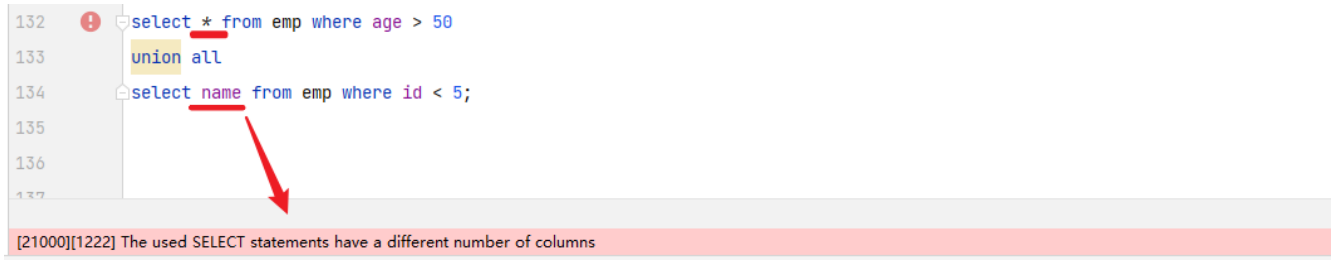 132 select * from emp where age > 50
133 union all
134 select name from emp where id < 5;
135
136
137
[21000][1222] The used SELECT statements have a different number of columns